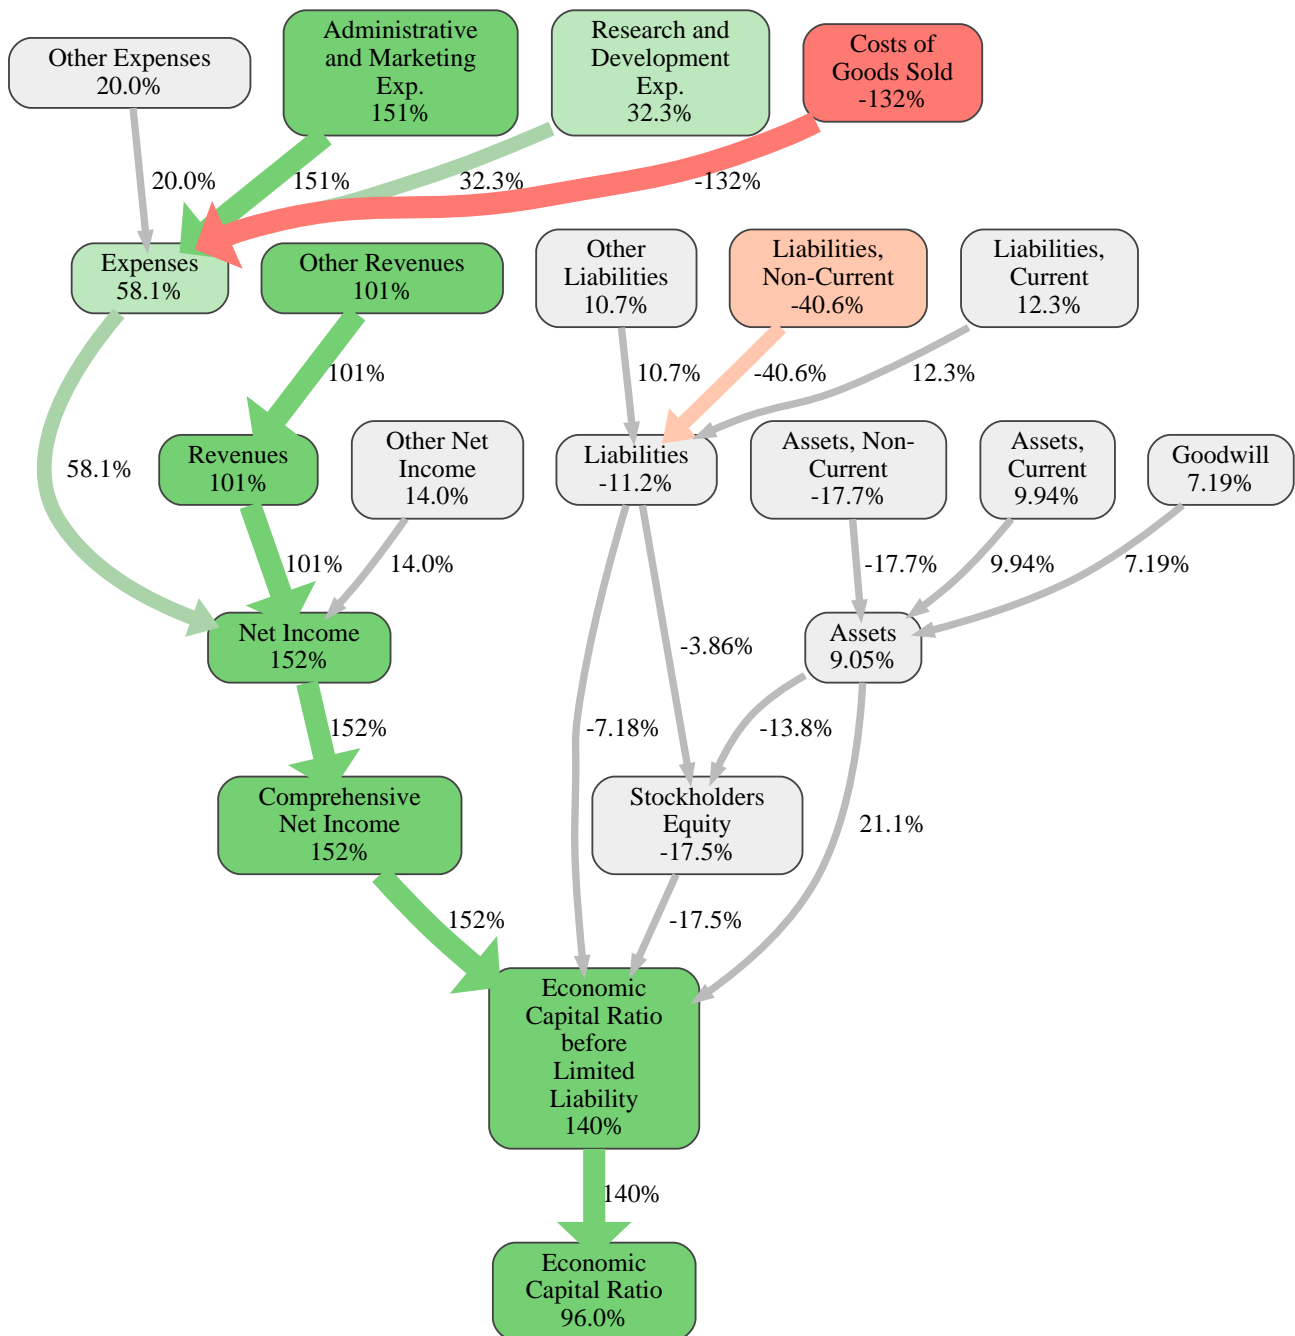 Other Expenses
20.0%
Administrative
and Marketing
Exp.
151%
Research and
Development
Exp.
32.3%
Costs of
Goods Sold
-132%
20.0%
151%
32.3%
-132%
Expenses
58.1%
Other Revenues
101%
Other
Liabilities
10.7%
Liabilities,
Non-Current
-40.6%
Liabilities,
Current
12.3%
101%
10.7%
-40.6%
12.3%
58.1%
Revenues
101%
Other Net
Income
14.0%
Liabilities
-11.2%
Assets, Non-
Current
-17.7%
Assets,
Current
9.94%
Goodwill
7.19%
101%
14.0%
-17.7%
9.94%
7.19%
Net Income
152%
-3.86%
Assets
9.05%
152%
-7.18%
-13.8%
Comprehensive
Net Income
152%
Stockholders
Equity
-17.5%
21.1%
152%
-17.5%
Economic
Capital Ratio
before
Limited
Liability
140%
140%
Economic
Capital Ratio
96.0%